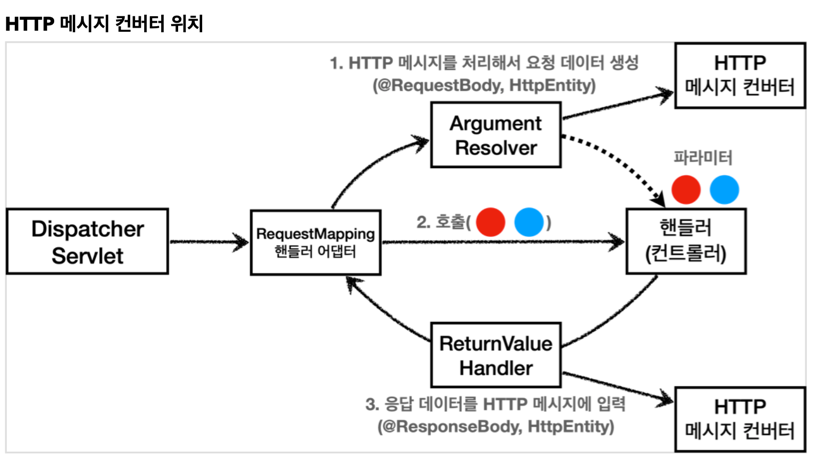 HTTP 메시지 컨버터 위치
1. HTTP 메시지를 처리해서 요청 데이터 생성
(@RequestBody, HttpEntity)
HTTP
메시지 컨버터
Argument
Resolver
파라미터
Dispatcher
Servlet
RequestMapping
핸들러 어댑터
2. 호출( )
핸들러
(컨트롤러)
ReturnValue
Handler
3. 응답 데이터를 HTTP 메시지에 입력
(@ResponseBody, HttpEntity)
HTTP
메시지 컨버터